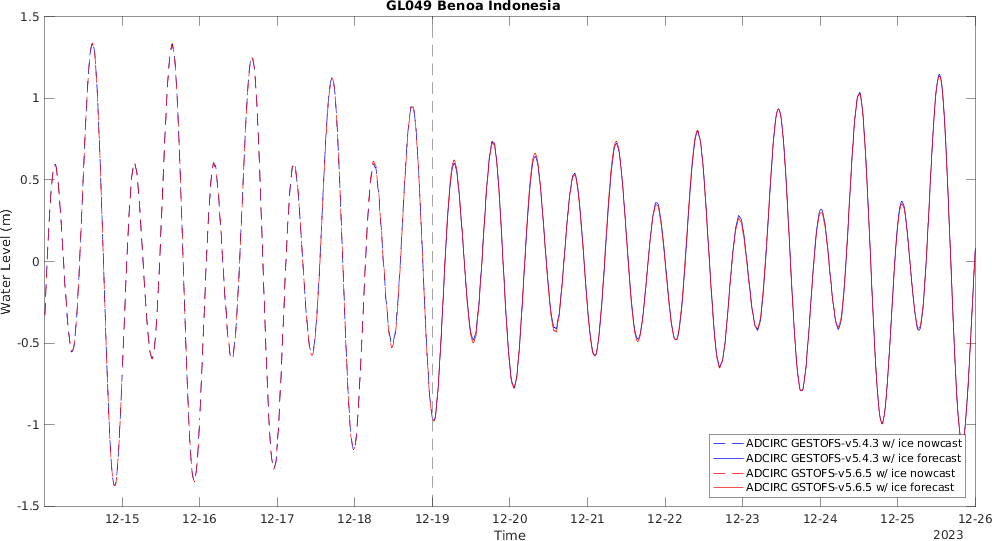 GL049 Benoa Indonesia
1.5
1
0.5
0
-0.5
-1
-1.5
Water Level (m)
ADCIRC GESTOFS-v5.4.3 w/ ice nowcast
ADCIRC GESTOFS-v5.4.3 w/ ice forecast
ADCIRC GSTOFS-v5.6.5 w/ ice nowcast
ADCIRC GSTOFS-v5.6.5 w/ ice forecast
12-15 12-16 12-17 12-18 12-19 12-20 12-21 12-22 12-23 12-24 12-25 12-26
Time
2023